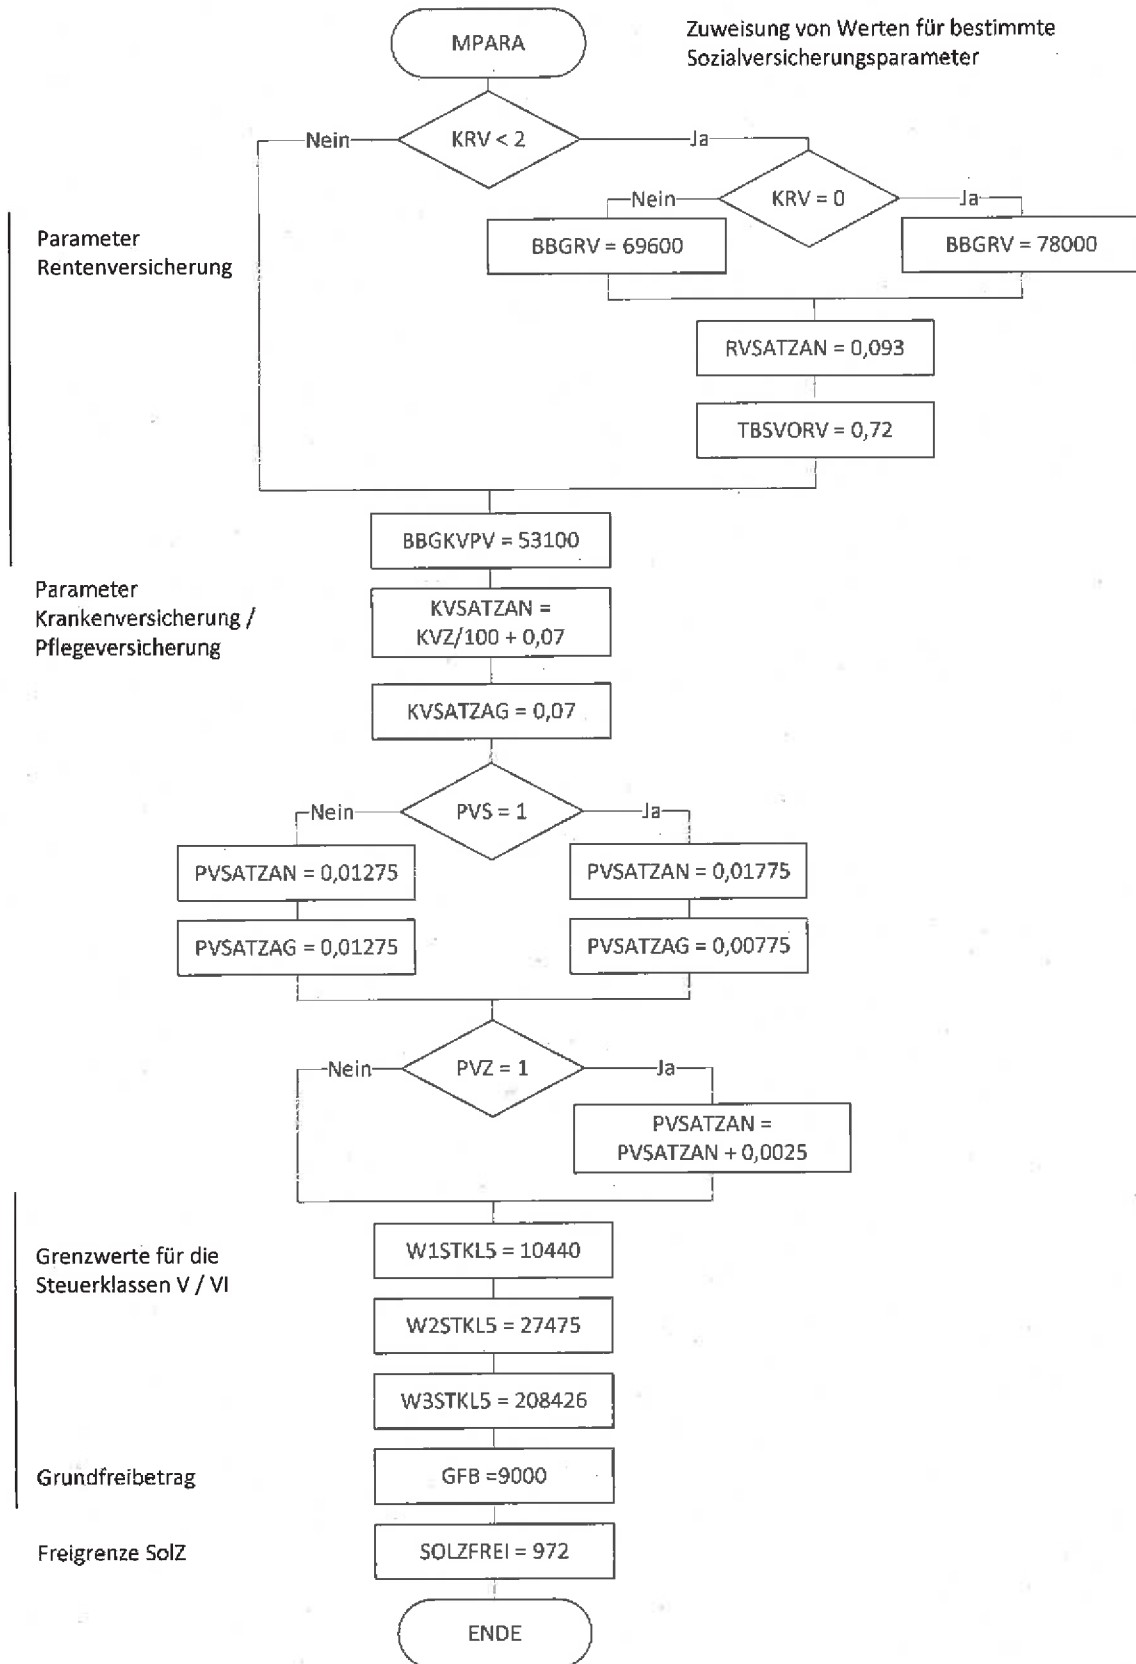 MPARA
Zuweisung von Werten für bestimmte
Sozialversicherungsparameter
Nein
KRV < 2
Ja
Nein
KRV = 0
Ja
Parameter
Rentenversicherung
BBGRV = 69600
BBGRV = 78000
RVSATZAN = 0,093
TBSVORV = 0,72
BBGKVPV = 53100
Parameter
Krankenversicherung /
Pflegeversicherung
KVSATZAN =
KVZ/100 + 0,07
KVSATZAG = 0,07
Nein
PVS = 1
Ja
PVSATZAN = 0,01275
PVSATZAN = 0,01775
PVSATZAG = 0,01275
PVSATZAG = 0,00775
Nein
PVZ = 1
Ja
PVSATZAN =
PVSATZAN + 0,0025
Grenzwerte für die
Steuerklassen V / VI
W1STKL5 = 10440
W2STKL5 = 27475
W3STKL5 = 208426
Grundfreibetrag
GFB =9000
Freigrenze SolZ
SOLZFREI = 972
ENDE